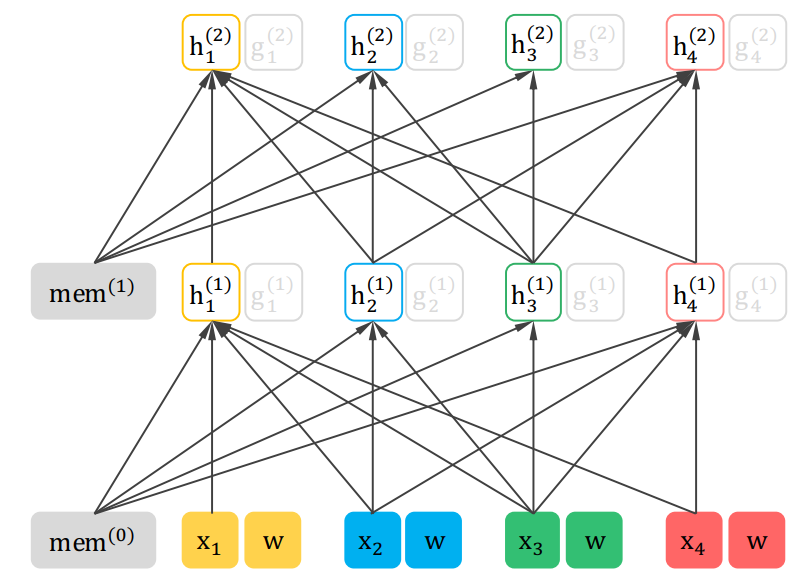 h₁⁽²⁾ g₁⁽²⁾ h₂⁽²⁾ g₂⁽²⁾ h₃⁽²⁾ g₃⁽²⁾ h₄⁽²⁾ g₄⁽²⁾
mem⁽¹⁾ h₁⁽¹⁾ g₁⁽¹⁾ h₂⁽¹⁾ g₂⁽¹⁾ h₃⁽¹⁾ g₃⁽¹⁾ h₄⁽¹⁾ g₄⁽¹⁾
mem⁽⁰⁾ x₁ w x₂ w x₃ w x₄ w